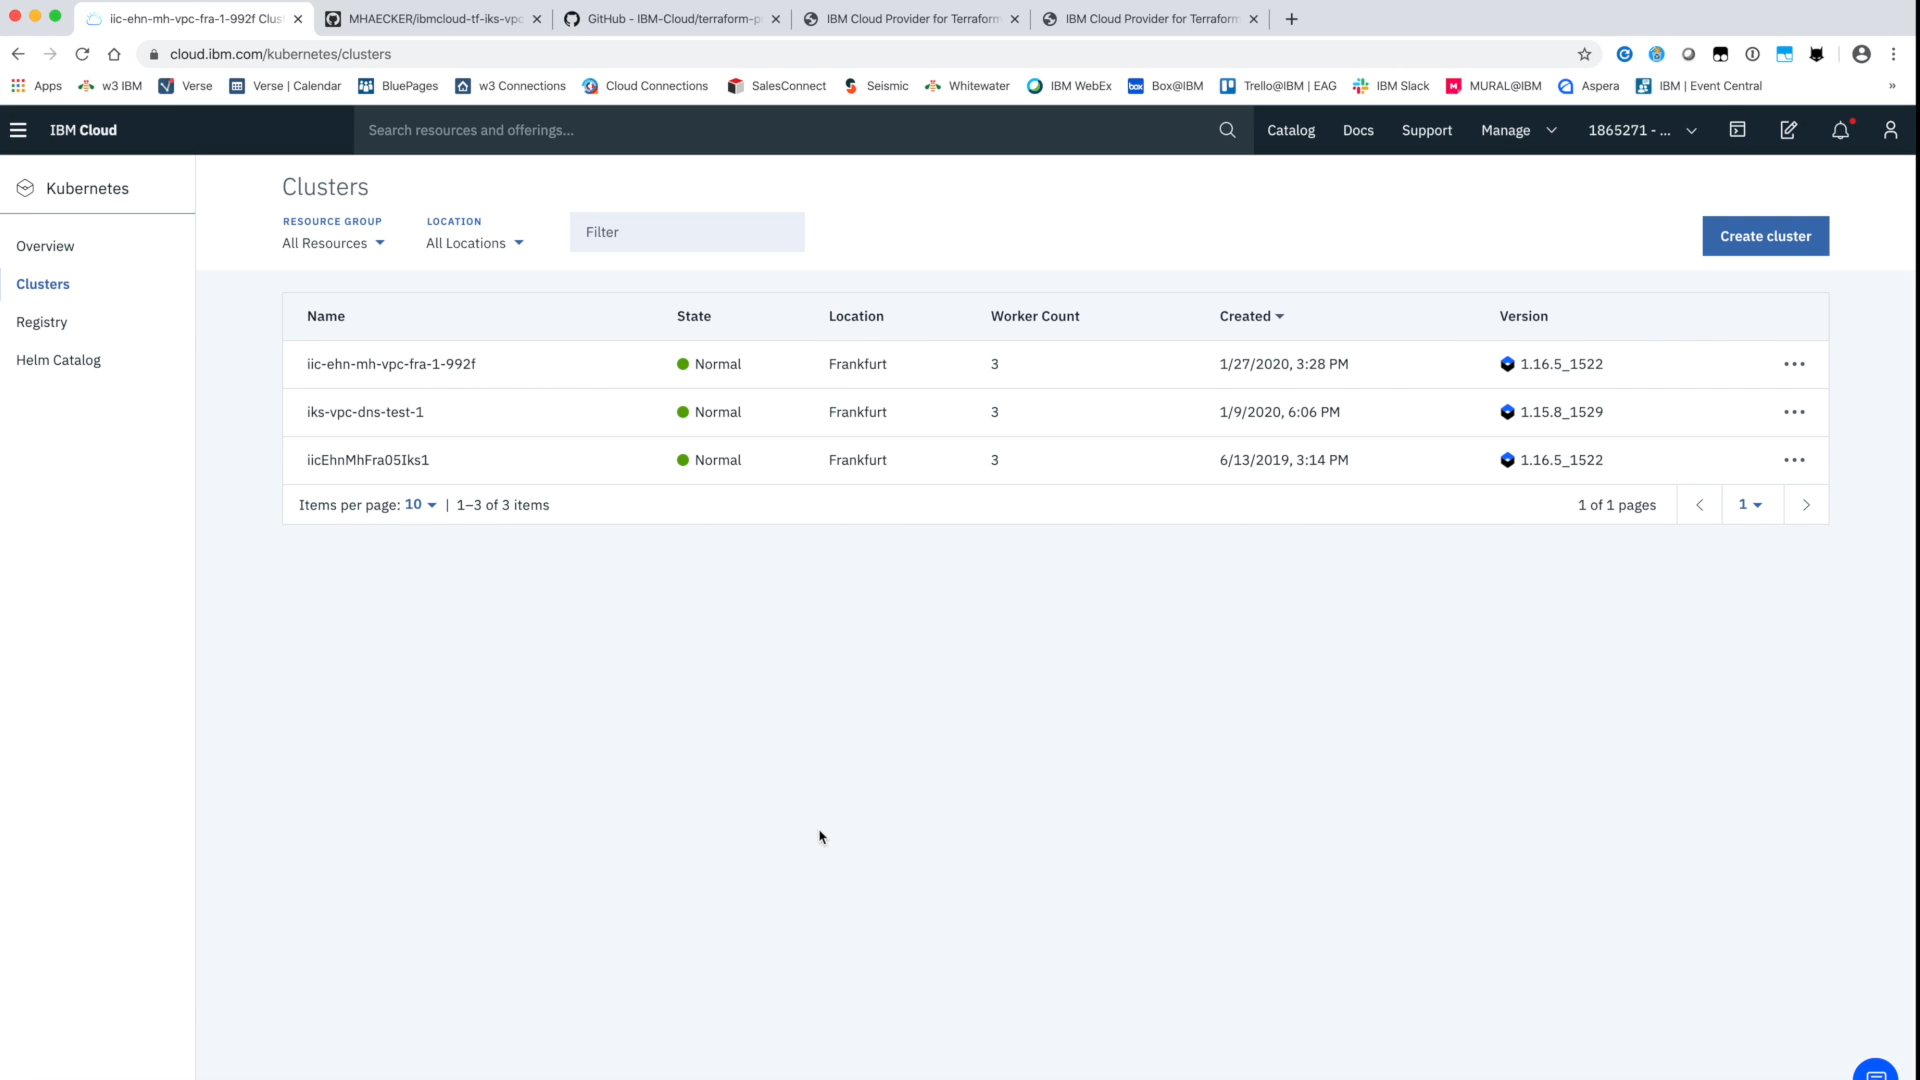 iic-ehn-mh-vpc-fra-1-992f Clus
MHAECKER/ibmcloud-tf-iks-vpc
GitHub - IBM-Cloud/terraform-p
IBM Cloud Provider for Terraform
IBM Cloud Provider for Terraform
cloud.ibm.com/kubernetes/clusters
Apps
w3 IBM
Verse
Verse | Calendar
BluePages
w3 Connections
Cloud Connections
SalesConnect
Seismic
Whitewater
IBM WebEx
box
Box@IBM
Trello@IBM | EAG
IBM Slack
M
MURAL@IBM
Aspera
IBM | Event Central
»
IBM Cloud
Search resources and offerings...
Catalog
Docs
Support
Manage
1865271 - ...
Kubernetes
Overview
Clusters
Registry
Helm Catalog
Clusters
RESOURCE GROUP
All Resources
LOCATION
All Locations
Filter
Create cluster
Name State Location Worker Count Created Version
iic-ehn-mh-vpc-fra-1-992f Normal Frankfurt 3 1/27/2020, 3:28 PM 1.16.5_1522
iks-vpc-dns-test-1 Normal Frankfurt 3 1/9/2020, 6:06 PM 1.15.8_1529
iicEhnMhFra05Iks1 Normal Frankfurt 3 6/13/2019, 3:14 PM 1.16.5_1522
Items per page: 10 | 1–3 of 3 items
1 of 1 pages
1